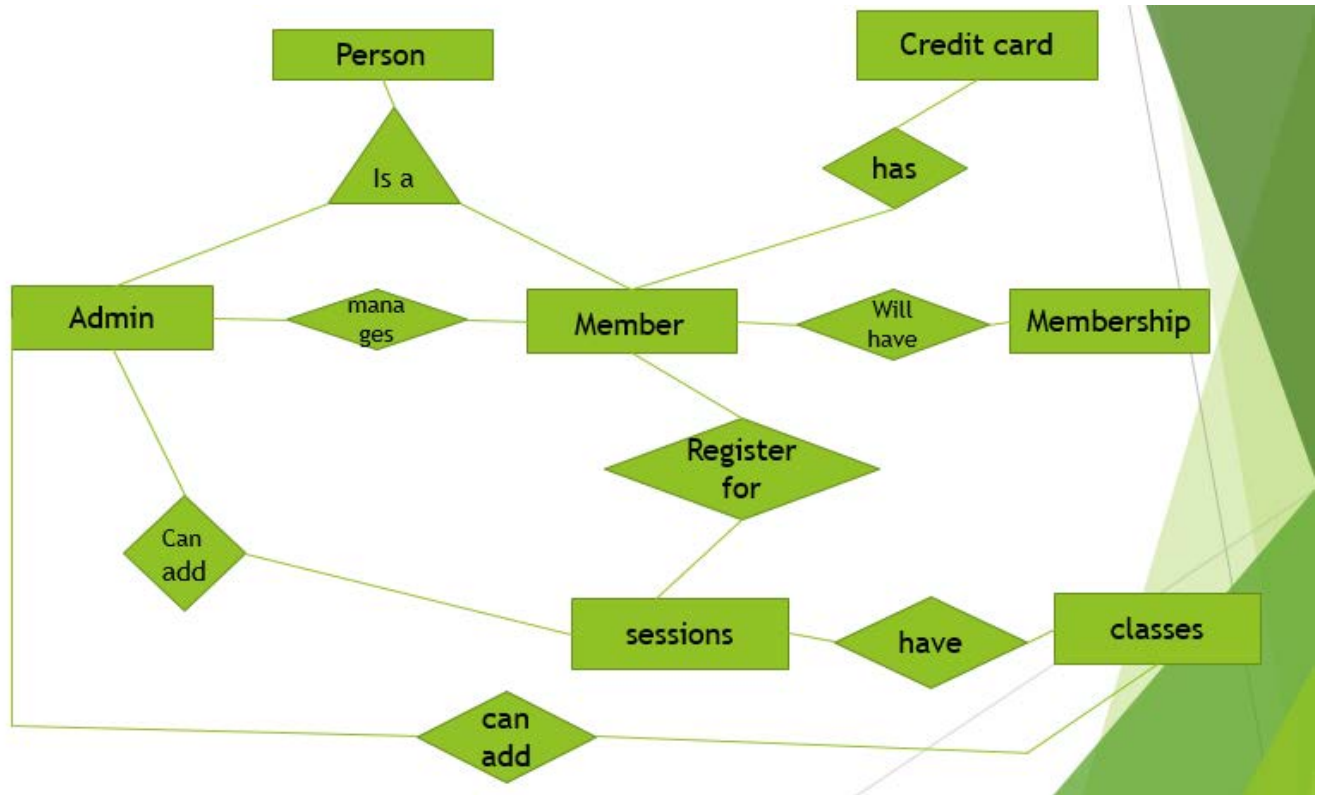 Person
Credit card
Is a
has
Admin
mana
ges
Member
Will
have
Membership
Register
for
Can
add
sessions
have
classes
can
add